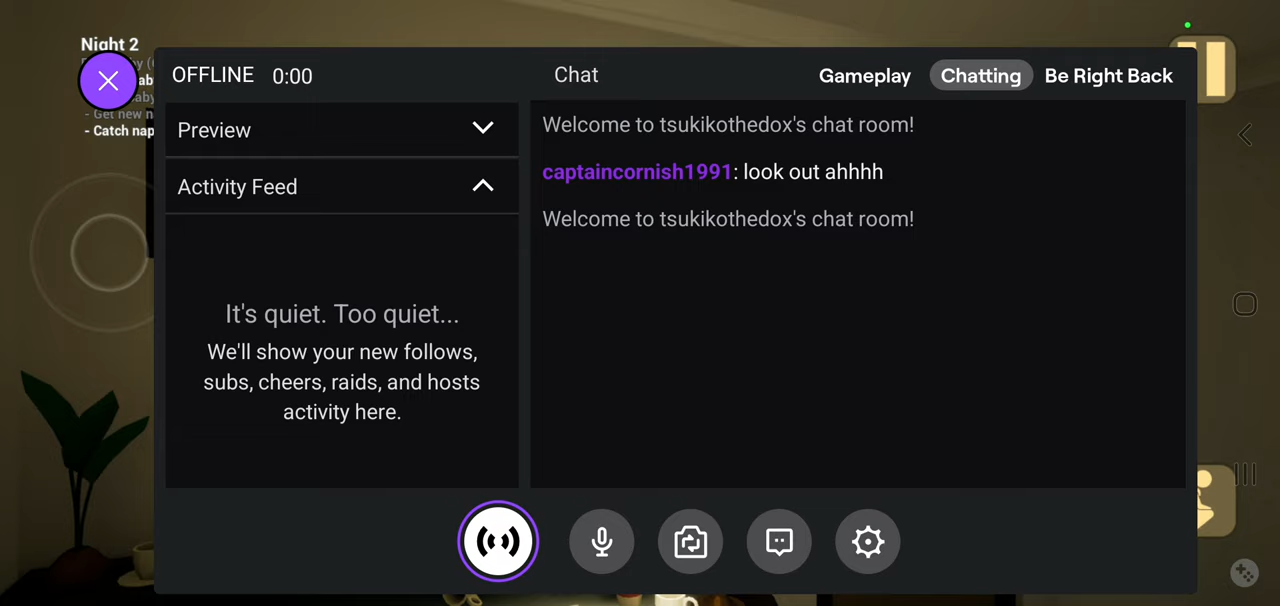 Night 2
- Get new n
- Catch nap
OFFLINE 0:00
Preview
Activity Feed
It's quiet. Too quiet...
We'll show your new follows,
subs, cheers, raids, and hosts
activity here.
Chat
Gameplay Chatting Be Right Back
Welcome to tsukikothedox's chat room!
captaincornish1991: look out ahhhh
Welcome to tsukikothedox's chat room!